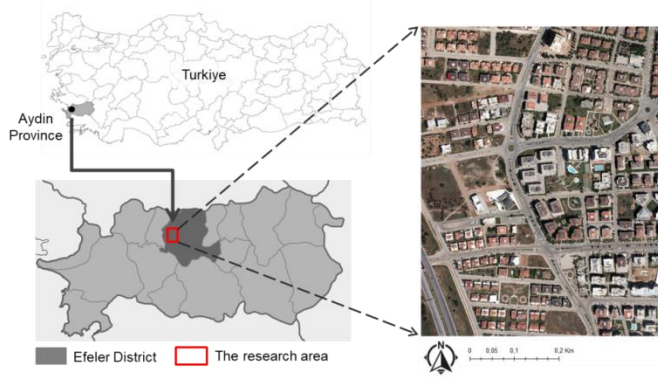 Turkiye
Aydin
Province
Efeler District
The research area
N
0 0,05 0,1 0,2 Km